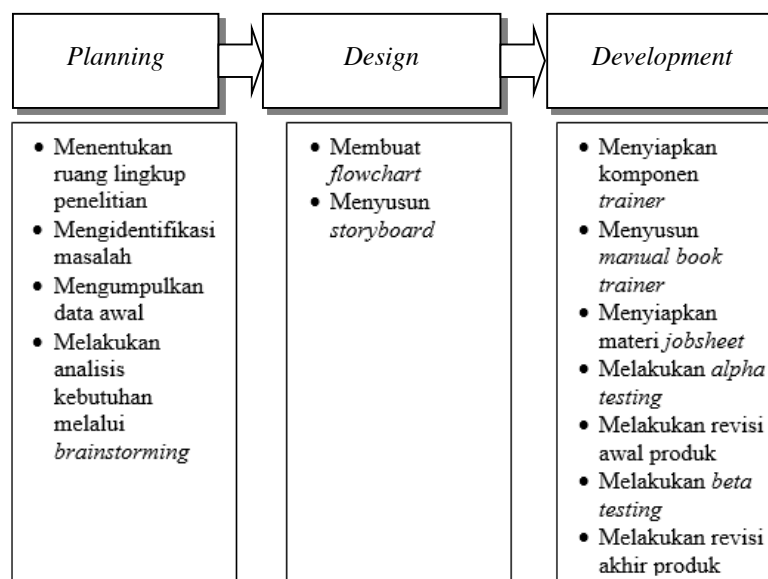 Planning
Design
Development
• Menentukan
ruang lingkup
penelitian
• Mengidentifikasi
masalah
• Mengumpulkan
data awal
• Melakukan
analisis
kebutuhan
melalui
brainstorming
• Membuat
flowchart
• Menyusun
storyboard
• Menyiapkan
komponen
trainer
• Menyusun
manual book
trainer
• Menyiapkan
materi jobsheet
• Melakukan alpha
testing
• Melakukan revisi
awal produk
• Melakukan beta
testing
• Melakukan revisi
akhir produk